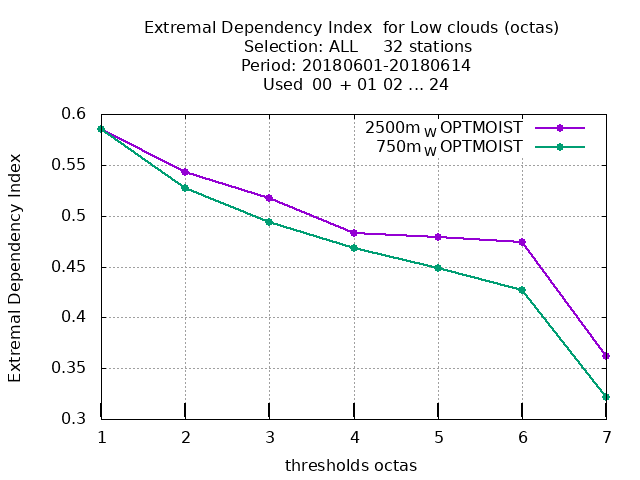 Extremal Dependency Index for Low clouds (octas)
Selection: ALL 32 stations
Period: 20180601-20180614
Used 00 + 01 02 ... 24
2500m W OPTMOIST
750m W OPTMOIST
0.6
0.55
0.5
0.45
0.4
0.35
0.3
Extremal Dependency Index
1 2 3 4 5 6 7
thresholds octas